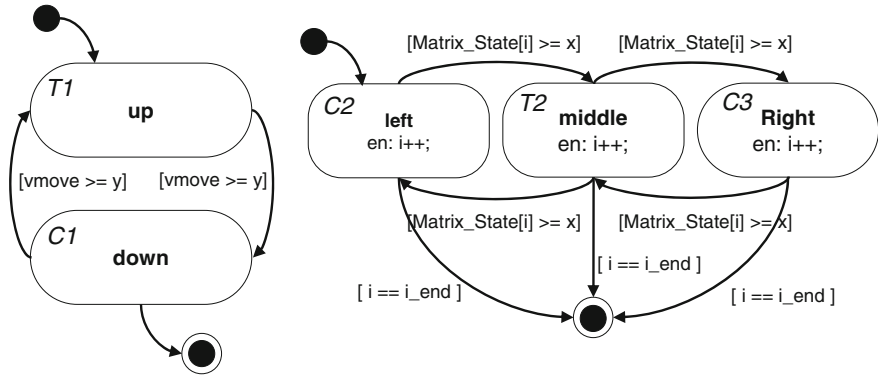 T1
up
[vmove >= y]
[vmove >= y]
C1
down
[Matrix_State[i] >= x]
[Matrix_State[i] >= x]
C2
left
en: i++;
T2
middle
en: i++;
C3
Right
en: i++;
[Matrix_State[i] >= x]
[Matrix_State[i] >= x]
[ i == i_end ]
[ i == i_end ]
[ i == i_end ]